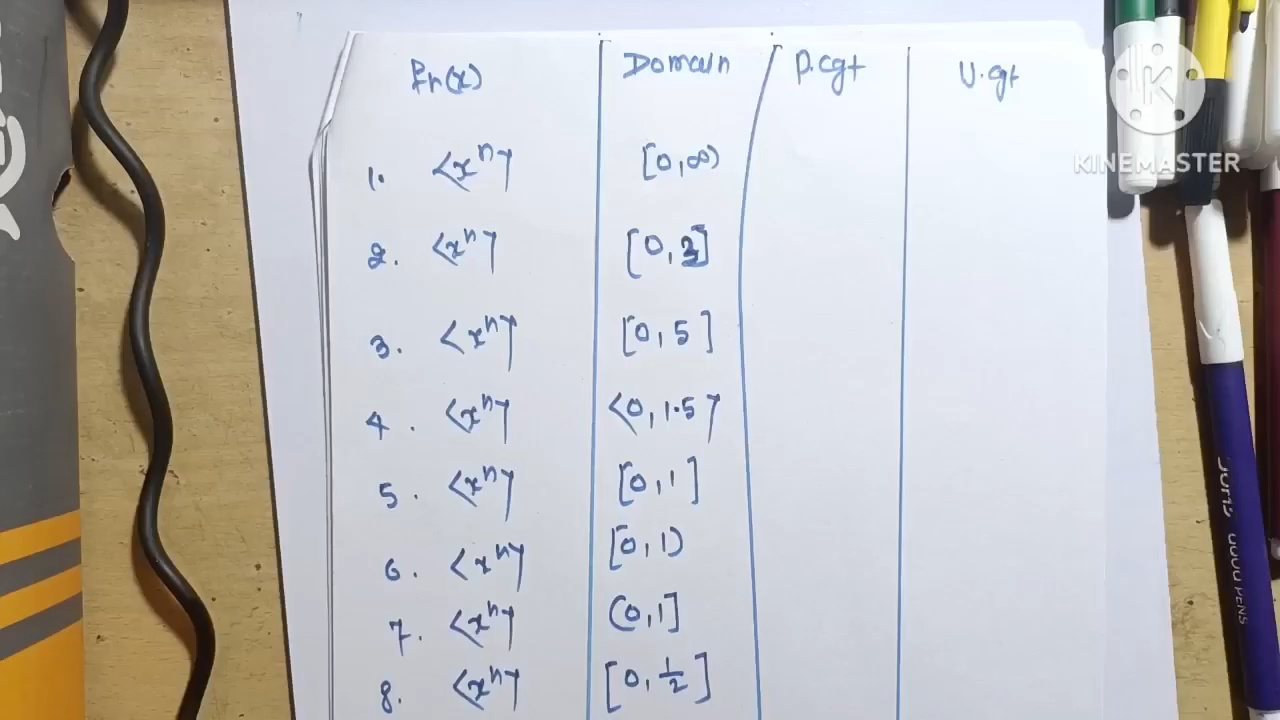 fn(x) Domain P.cgt U.cgt
1. <xⁿ> [0,∞)
2. <xⁿ> [0, ]
3. <xⁿ> [0,5]
4. <xⁿ> <0,1.5>
5. <xⁿ> [0,1]
6. <xⁿ> [0,1)
7. <xⁿ> (0,1]
8. <xⁿ> [0,1/2]
K
KINEMASTER
PENS